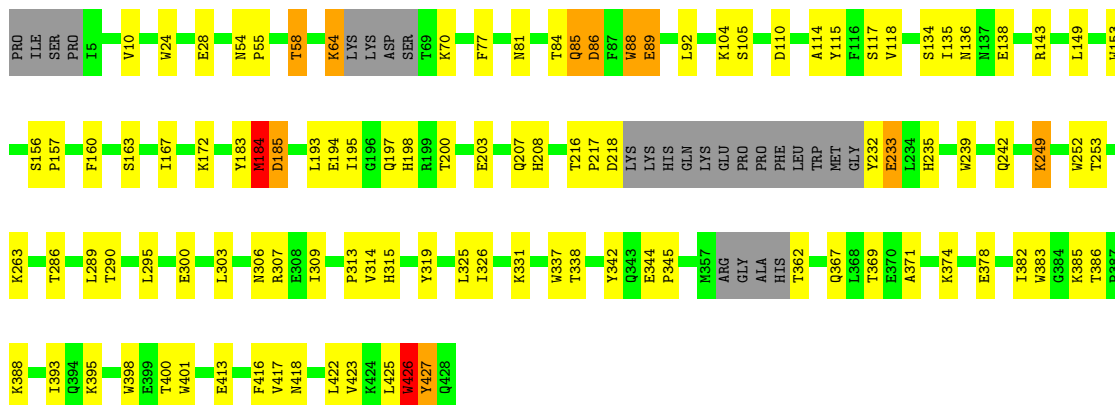 PRO ILE SER PRO I5 V10 W24 E28 N54 P55 T58 K64 LYS LYS ASP SER T69 K70 F77 N81 T84 Q85 D86 F87 W88 E89 L92 K104 S105 D110 A114 Y115 F116 S117 V118 S134 I135 N136 N137 E138 R143 L149 W153
S156 P157 F160 S163 I167 K172 Y183 M184 D185 L193 E194 I195 G196 Q197 H198 R199 T200 E203 Q207 H208 T216 P217 D218 LYS LYS HIS GLN LYS GLU PRO PRO PHE LEU TRP MET GLY Y232 E233 L234 H235 W239 Q242 K249 W252 T253
K263 T286 L289 T290 L295 E300 L303 N306 R307 E308 I309 P313 V314 H315 Y319 L325 I326 K331 W337 T338 Y342 Q343 E344 P345 M357 ARG GLY ALA HIS T362 Q367 L368 T369 E370 A371 K374 E378 I382 W383 G384 K385 T386 P387
K388 I393 Q394 K395 W398 E399 T400 W401 E413 F416 V417 N418 L422 V423 K424 L425 W426 Y427 Q428